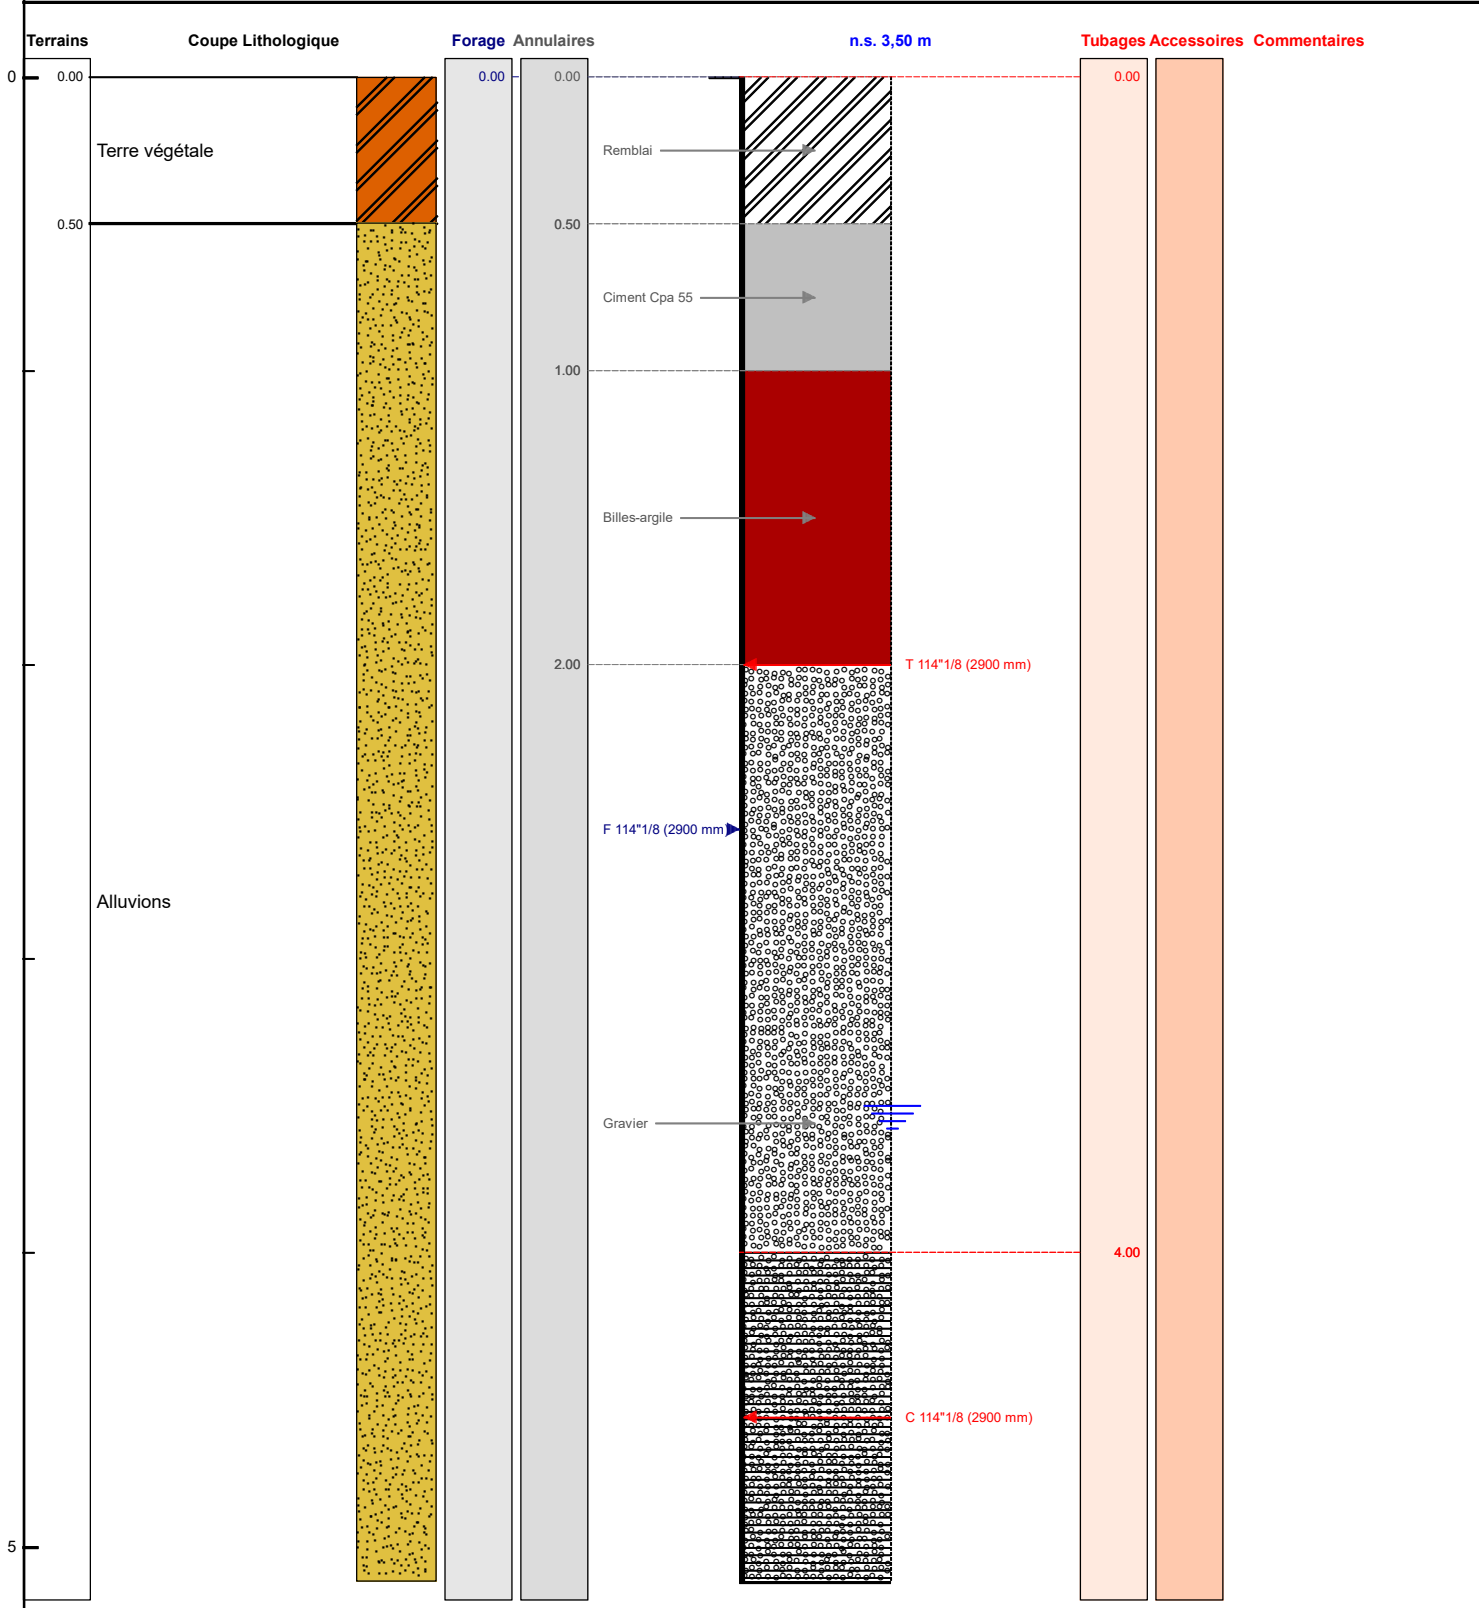 Terrains Coupe Lithologique Forage Annulaires n.s. 3,50 m Tubages Accessoires Commentaires
0 0.00 0.00 0.00 0.00
Terre végétale Remblai
0.50 0.50
Ciment Cpa 55
1.00
Billes-argile
2.00 T 114"1/8 (2900 mm)
F 114"1/8 (2900 mm)
Alluvions
Gravier
4.00
C 114"1/8 (2900 mm)
5